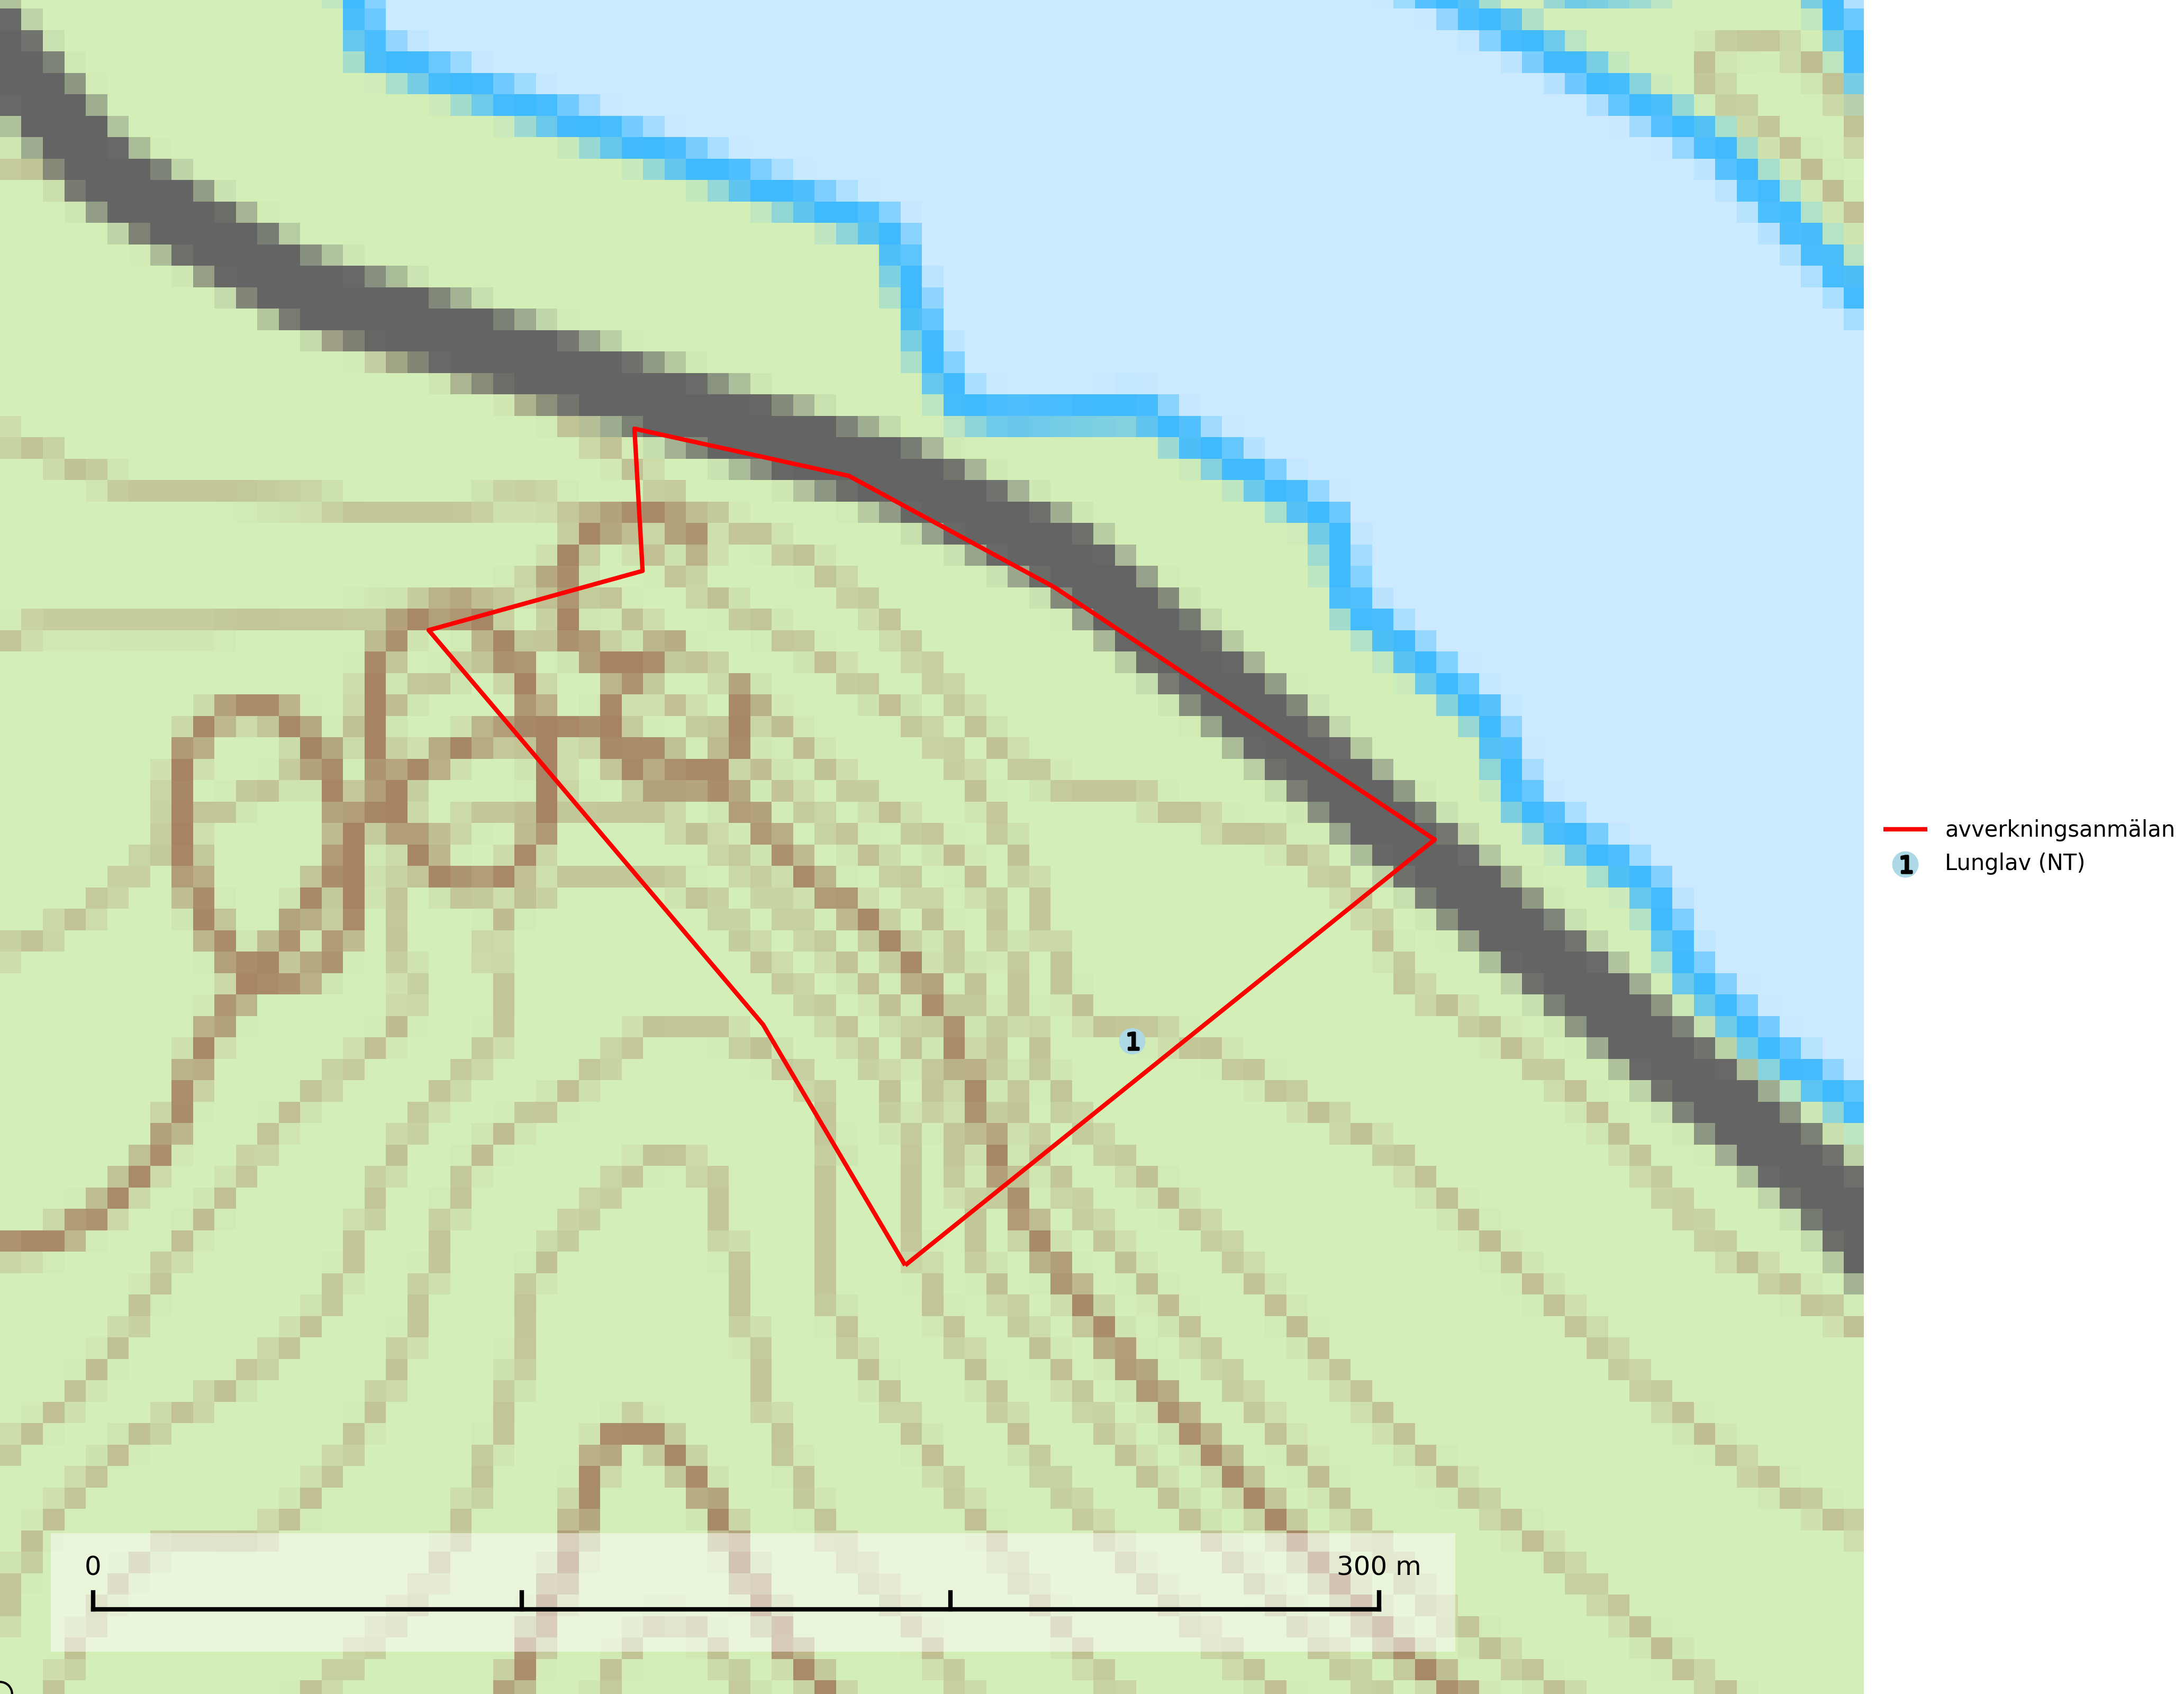 1
avverkningsanmälan
1 Lunglav (NT)
0 300 m